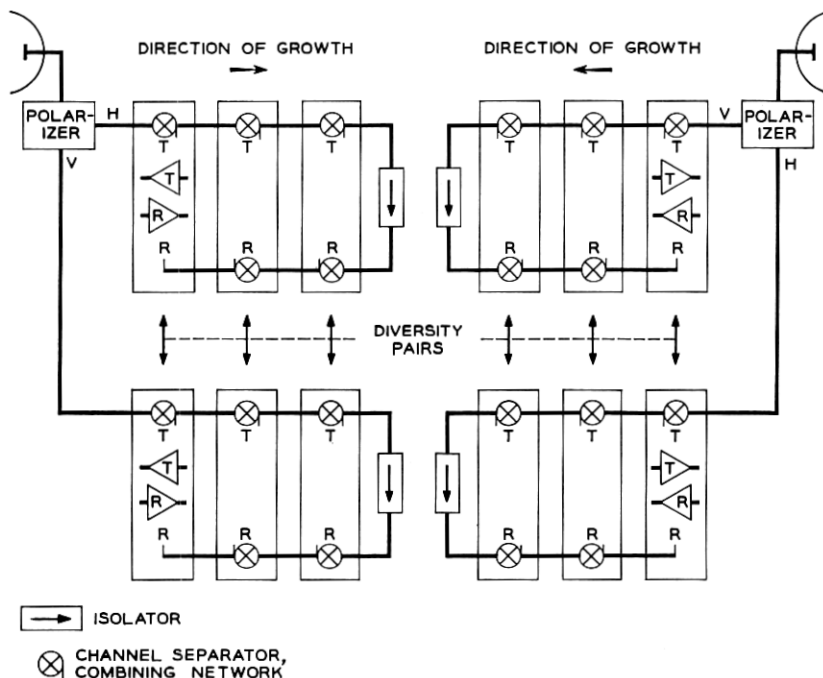 DIRECTION OF GROWTH
DIRECTION OF GROWTH
POLAR-
IZER
H
V
POLAR-
IZER
V
H
T T T T T T
T T
R R
R R R R R R
DIVERSITY
PAIRS
T T T T T T
T T
R R
R R R R R R
ISOLATOR
CHANNEL SEPARATOR,
COMBINING NETWORK